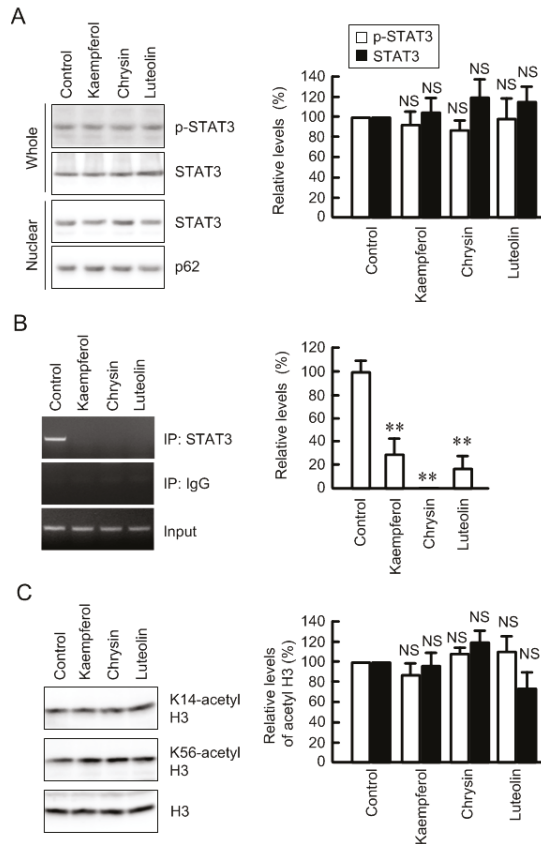 A
Control
Kaempferol
Chrysin
Luteolin
Whole
p-STAT3
STAT3
Nuclear
STAT3
p62
p-STAT3
STAT3
Relative levels (%)
140
120
100
80
60
40
20
0
NS
NS
NS
NS
NS
NS
Control
Kaempferol
Chrysin
Luteolin
B
Control
Kaempferol
Chrysin
Luteolin
IP: STAT3
IP: IgG
Input
Relative levels (%)
120
100
80
60
40
20
0
**
**
**
Control
Kaempferol
Chrysin
Luteolin
C
Control
Kaempferol
Chrysin
Luteolin
K14-acetyl
H3
K56-acetyl
H3
H3
Relative levels
of acetyl H3 (%)
140
120
100
80
60
40
20
0
NS
NS
NS
NS
NS
NS
Control
Kaempferol
Chrysin
Luteolin